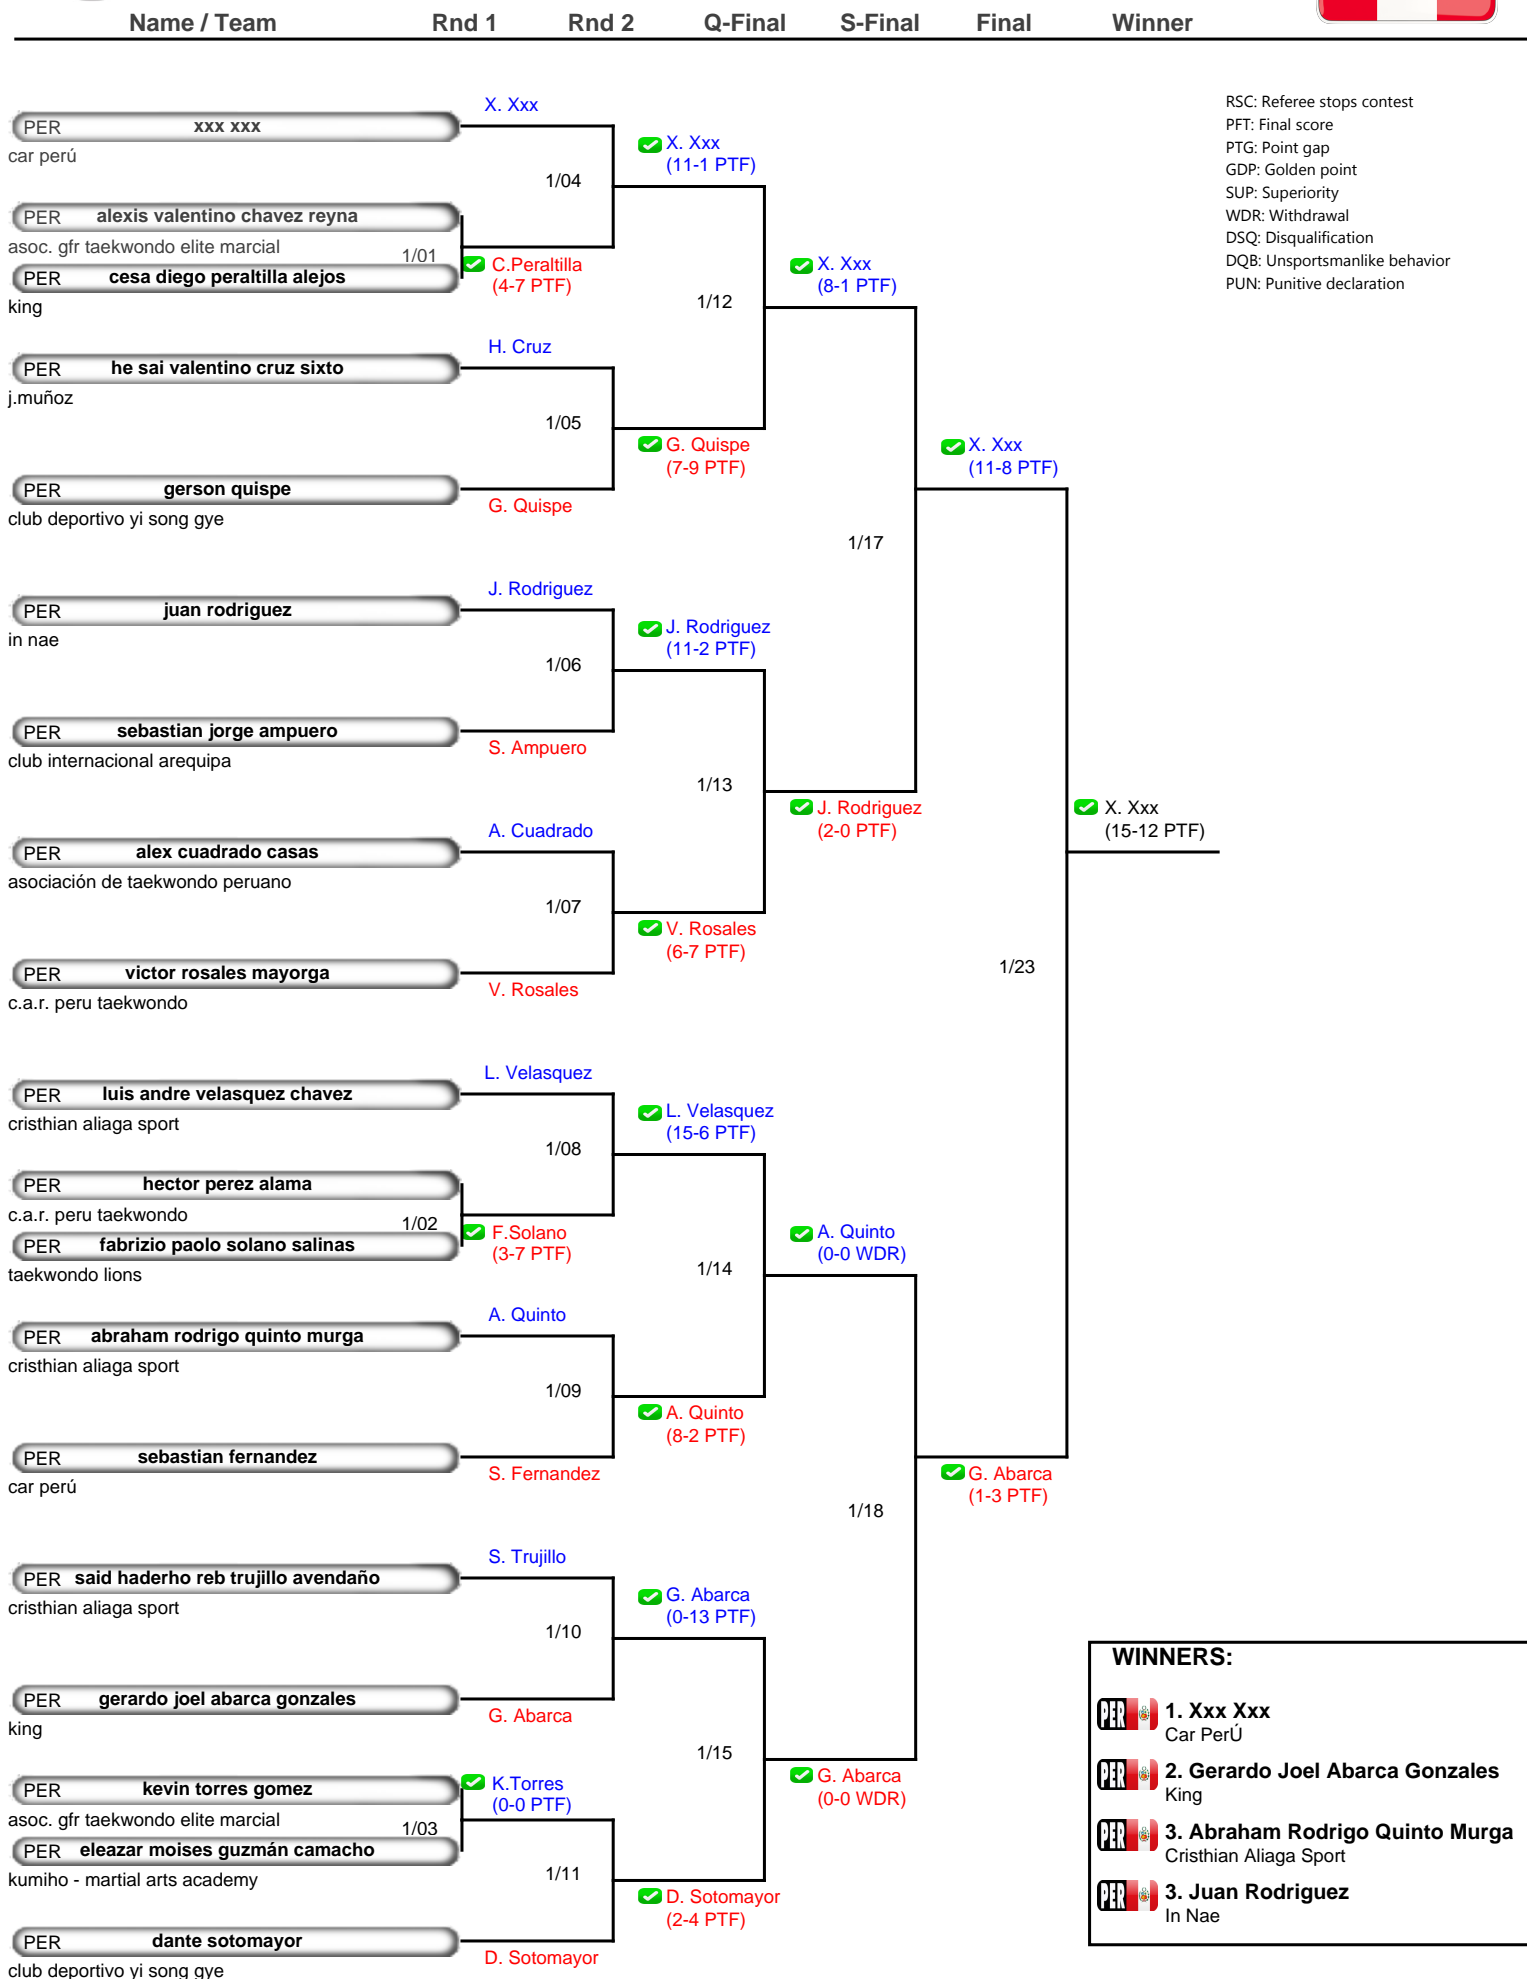 Name / Team Rnd 1 Rnd 2 Q-Final S-Final Final Winner
RSC: Referee stops contest
PFT: Final score
PTG: Point gap
GDP: Golden point
SUP: Superiority
WDR: Withdrawal
DSQ: Disqualification
DQB: Unsportsmanlike behavior
PUN: Punitive declaration
X. Xxx
PER xxx xxx
car perú
X. Xxx
(11-1 PTF)
1/04
PER alexis valentino chavez reyna
asoc. gfr taekwondo elite marcial
1/01
C.Peraltilla
(4-7 PTF)
PER cesa diego peraltilla alejos
king
X. Xxx
(8-1 PTF)
1/12
H. Cruz
PER he sai valentino cruz sixto
j.muñoz
1/05
G. Quispe
(7-9 PTF)
X. Xxx
(11-8 PTF)
PER gerson quispe
G. Quispe
club deportivo yi song gye
1/17
J. Rodriguez
PER juan rodriguez
in nae
J. Rodriguez
(11-2 PTF)
1/06
PER sebastian jorge ampuero
S. Ampuero
club internacional arequipa
1/13
J. Rodriguez
(2-0 PTF)
X. Xxx
(15-12 PTF)
A. Cuadrado
PER alex cuadrado casas
asociación de taekwondo peruano
1/07
V. Rosales
(6-7 PTF)
1/23
PER victor rosales mayorga
V. Rosales
c.a.r. peru taekwondo
L. Velasquez
PER luis andre velasquez chavez
cristhian aliaga sport
L. Velasquez
(15-6 PTF)
1/08
PER hector perez alama
c.a.r. peru taekwondo
1/02
F.Solano
(3-7 PTF)
PER fabrizio paolo solano salinas
taekwondo lions
A. Quinto
(0-0 WDR)
1/14
A. Quinto
PER abraham rodrigo quinto murga
cristhian aliaga sport
1/09
A. Quinto
(8-2 PTF)
PER sebastian fernandez
S. Fernandez
car perú
G. Abarca
(1-3 PTF)
1/18
S. Trujillo
PER said haderho reb trujillo avendaño
cristhian aliaga sport
G. Abarca
(0-13 PTF)
1/10
PER gerardo joel abarca gonzales
G. Abarca
king
1/15
G. Abarca
(0-0 WDR)
PER kevin torres gomez
K.Torres
(0-0 PTF)
asoc. gfr taekwondo elite marcial
1/03
PER eleazar moises guzmán camacho
kumiho - martial arts academy
1/11
D. Sotomayor
(2-4 PTF)
PER dante sotomayor
D. Sotomayor
club deportivo yi song gye
WINNERS:
PER 1. Xxx Xxx
Car PerÚ
PER 2. Gerardo Joel Abarca Gonzales
King
PER 3. Abraham Rodrigo Quinto Murga
Cristhian Aliaga Sport
PER 3. Juan Rodriguez
In Nae